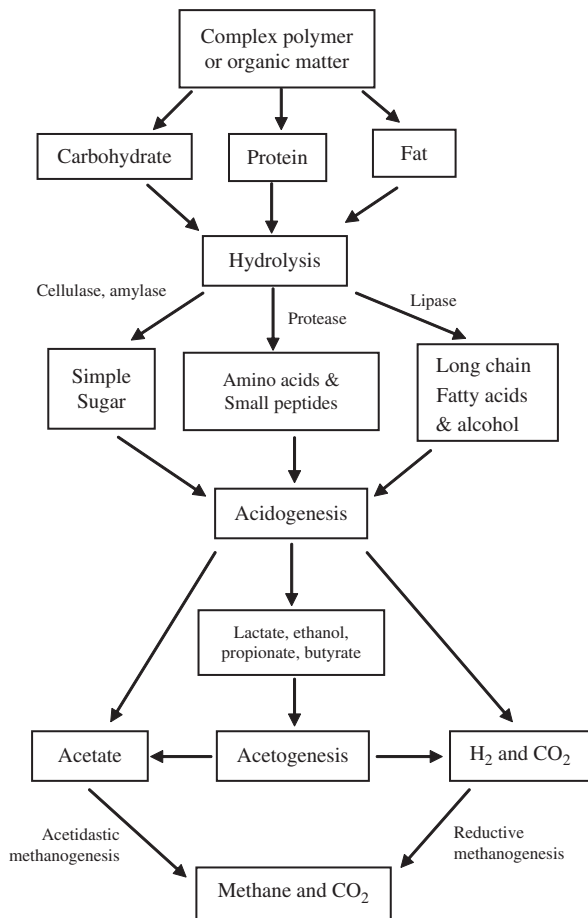 Complex polymer
or organic matter
Carbohydrate
Protein
Fat
Hydrolysis
Cellulase, amylase
Protease
Lipase
Simple
Sugar
Amino acids &
Small peptides
Long chain
Fatty acids
& alcohol
Acidogenesis
Lactate, ethanol,
propionate, butyrate
Acetate
Acetogenesis
H₂ and CO₂
Acetidastic
methanogenesis
Reductive
methanogenesis
Methane and CO₂